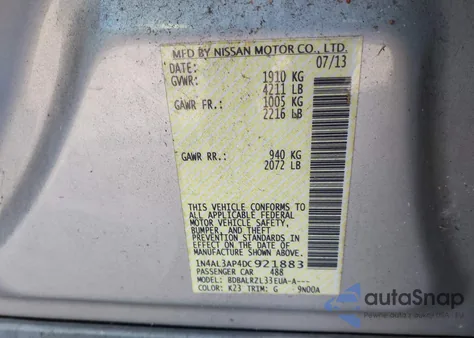 MFD BY NISSAN MOTOR CO., LTD.
DATE: 07/13
GVWR: 1910 KG
4211 LB
GAWR FR.: 1005 KG
2216 LB
GAWR RR.: 940 KG
2072 LB
THIS VEHICLE CONFORMS TO
ALL APPLICABLE FEDERAL
MOTOR VEHICLE SAFETY,
BUMPER, AND THEFT
PREVENTION STANDARDS
IN EFFECT ON THE DATE OF
MANUFACTURE SHOWN ABOVE.
1N4AL3AP4DC921883
PASSENGER CAR 488
MODEL: BDBALRZL33EUA-A---
COLOR: K23 TRIM: G 9N00A
autoSnap